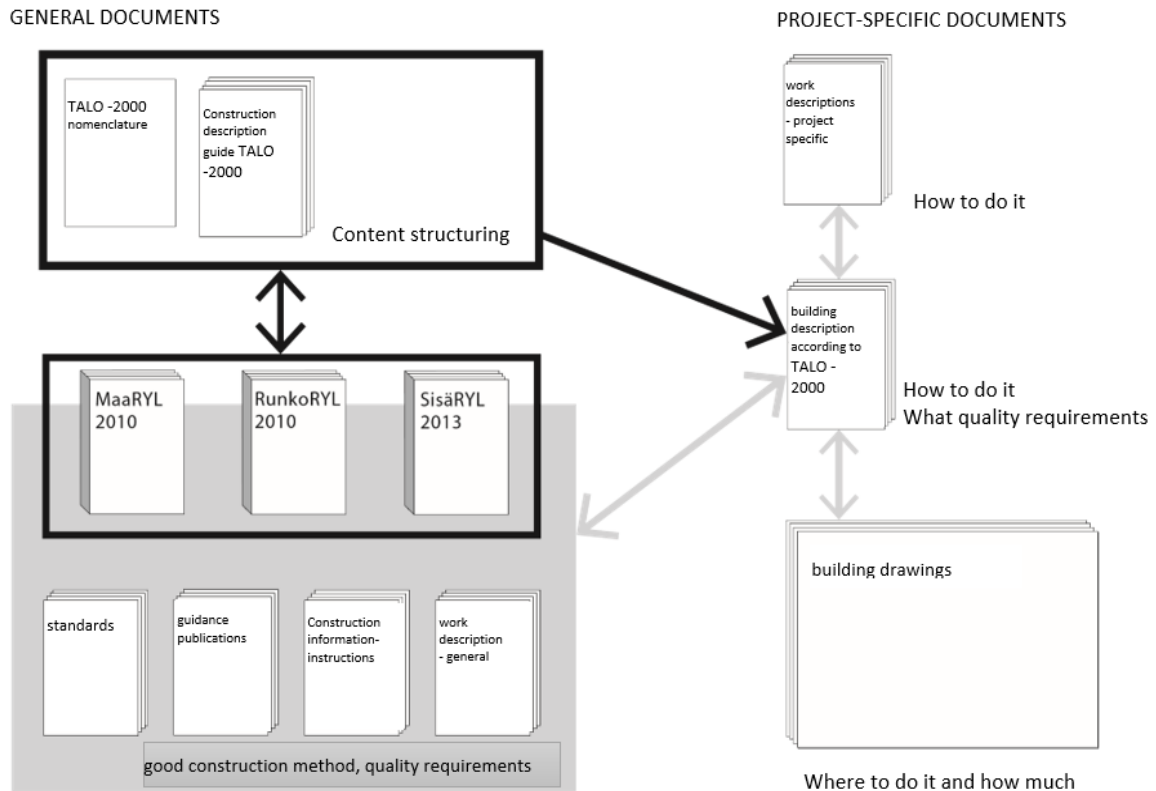 GENERAL DOCUMENTS
TALO -2000
nomenclature
Construction
description
guide TALO
-2000
Content structuring
MaaRYL
2010
RunkoRYL
2010
SisäRYL
2013
standards
guidance
publications
Construction
information-
instructions
work
description
- general
good construction method, quality requirements
PROJECT-SPECIFIC DOCUMENTS
work
descriptions
- project
specific
How to do it
building
description
according to
TALO -
2000
How to do it
What quality requirements
building drawings
Where to do it and how much